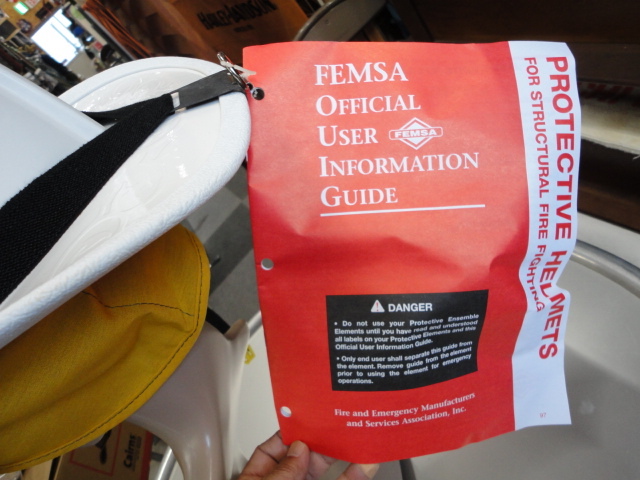 HARLEY-DAVIDSON
FEMSA
OFFICIAL
USER
INFORMATION
GUIDE
FEMSA
PROTECTIVE HELMETS
FOR STRUCTURAL FIRE FIGHTING
DANGER
• Do not use your Protective Ensemble
Elements until you have read and understood
all labels on your Protective Elements and this
Official User Information Guide.
• Only end user shall separate this guide from
the element. Remove guide from the element
prior to using the element for emergency
operations.
Fire and Emergency Manufacturers
and Services Association, Inc.
Cairns